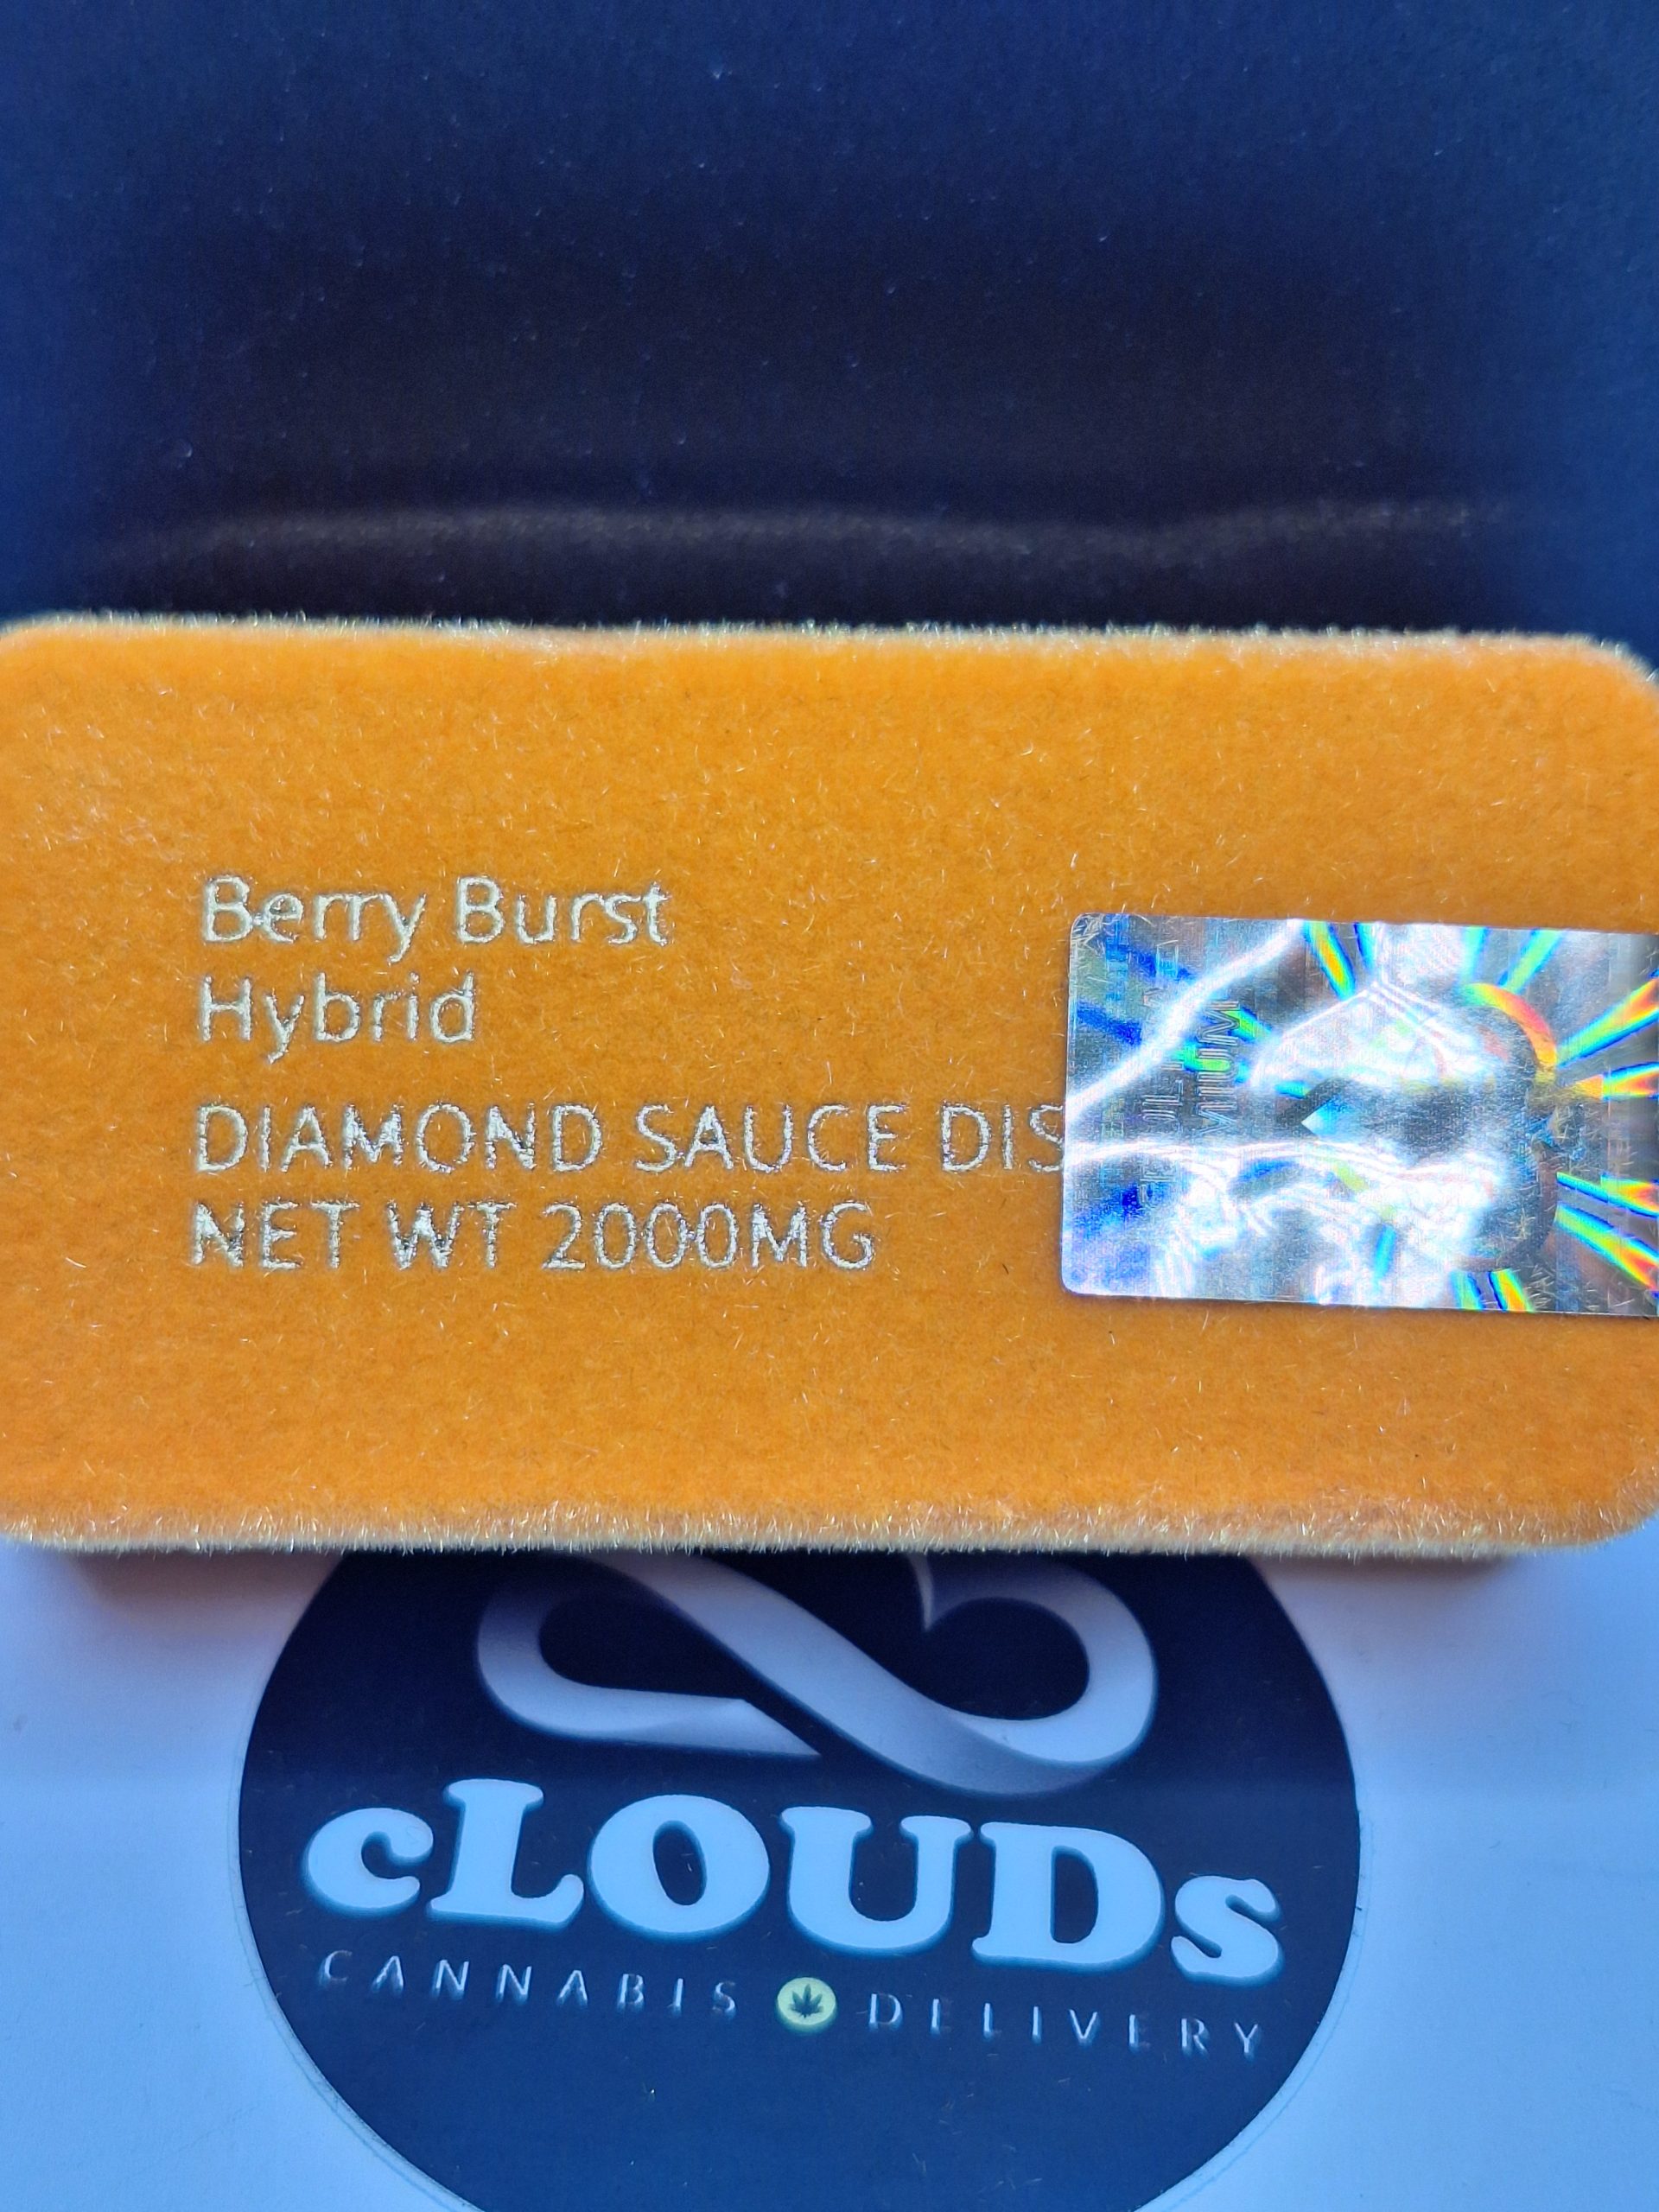 Berry Burst
Hybrid
DIAMOND SAUCE DIS
NET WT 2000MG
cLOUDs
CANNABIS DELIVERY